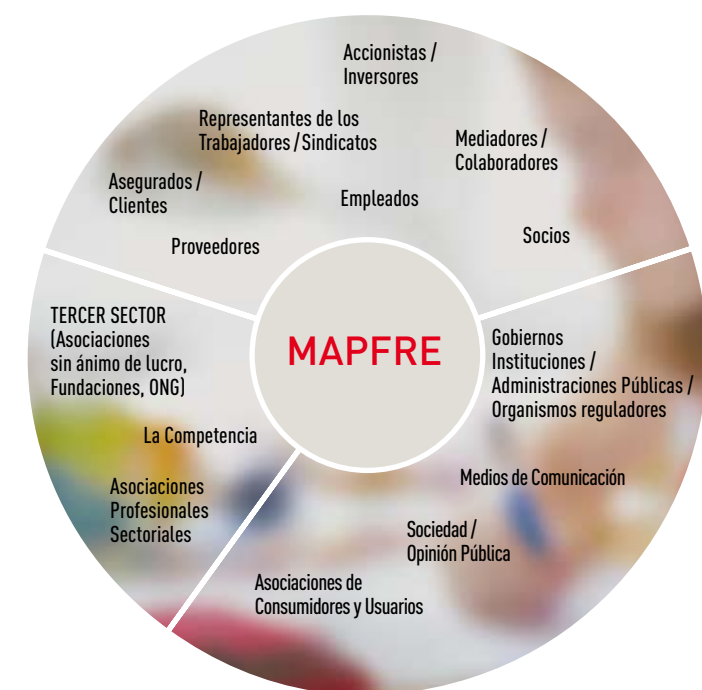 Accionistas /
Inversores
Representantes de los
Trabajadores / Sindicatos
Mediadores /
Colaboradores
Asegurados /
Clientes
Empleados
Proveedores
Socios
MAPFRE
TERCER SECTOR
(Asociaciones
sin ánimo de lucro,
Fundaciones, ONG)
La Competencia
Asociaciones
Profesionales
Sectoriales
Gobiernos
Instituciones /
Administraciones Públicas /
Organismos reguladores
Medios de Comunicación
Sociedad /
Opinión Pública
Asociaciones de
Consumidores y Usuarios